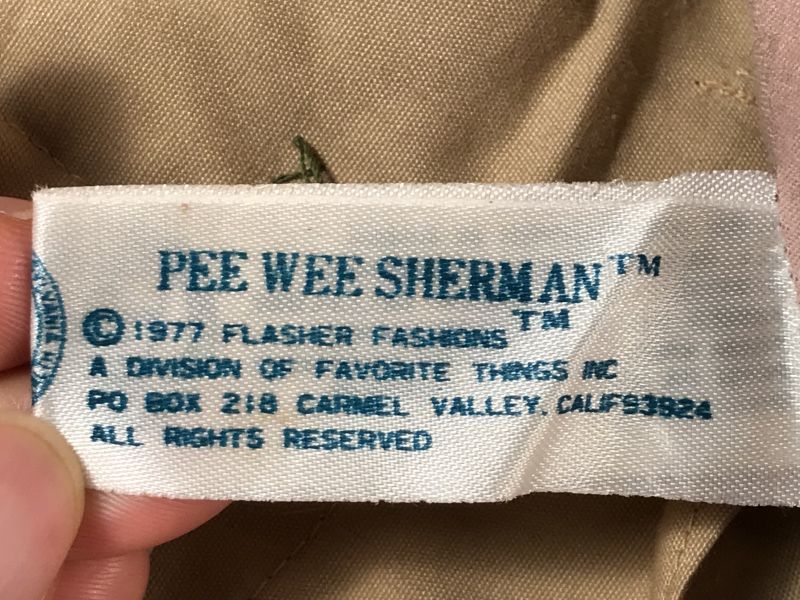 PEE WEE SHERMAN™
© 1977 FLASHER FASHIONS™
A DIVISION OF FAVORITE THINGS INC
PO BOX 218 CARMEL VALLEY, CALIF 93924
ALL RIGHTS RESERVED